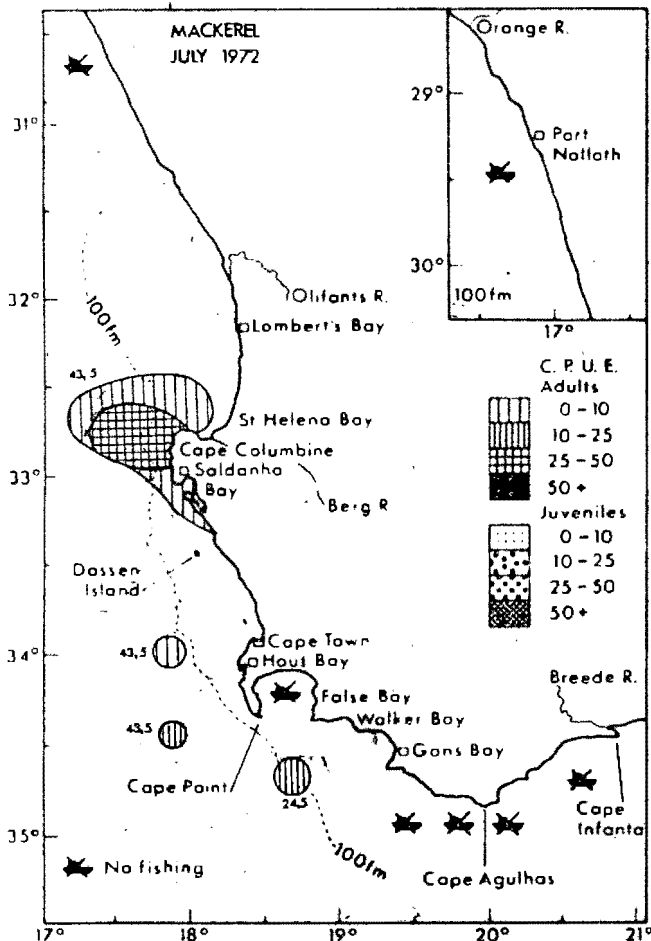 MACKEREL
JULY 1972
Orange R.
29°
Port
Nolloth
31°
30°
100fm
17°
Olifants R.
32°
100fm
Lombert's Bay
43,5
C. P. U. E.
Adults
0-10
10-25
25-50
50+
Juveniles
0-10
10-25
25-50
50+
St Helena Bay
Cape Columbine
33°
Saldanha
Bay
Berg R
Dassen
Island
34°
43,5
Cape Town
Hout Bay
Breede R.
False Bay
Walker Bay
43,5
Gans Bay
Cape Point
24,5
Cape
Infanta
35°
No fishing
100fm
Cape Agulhas
17°
18°
19°
20°
21°